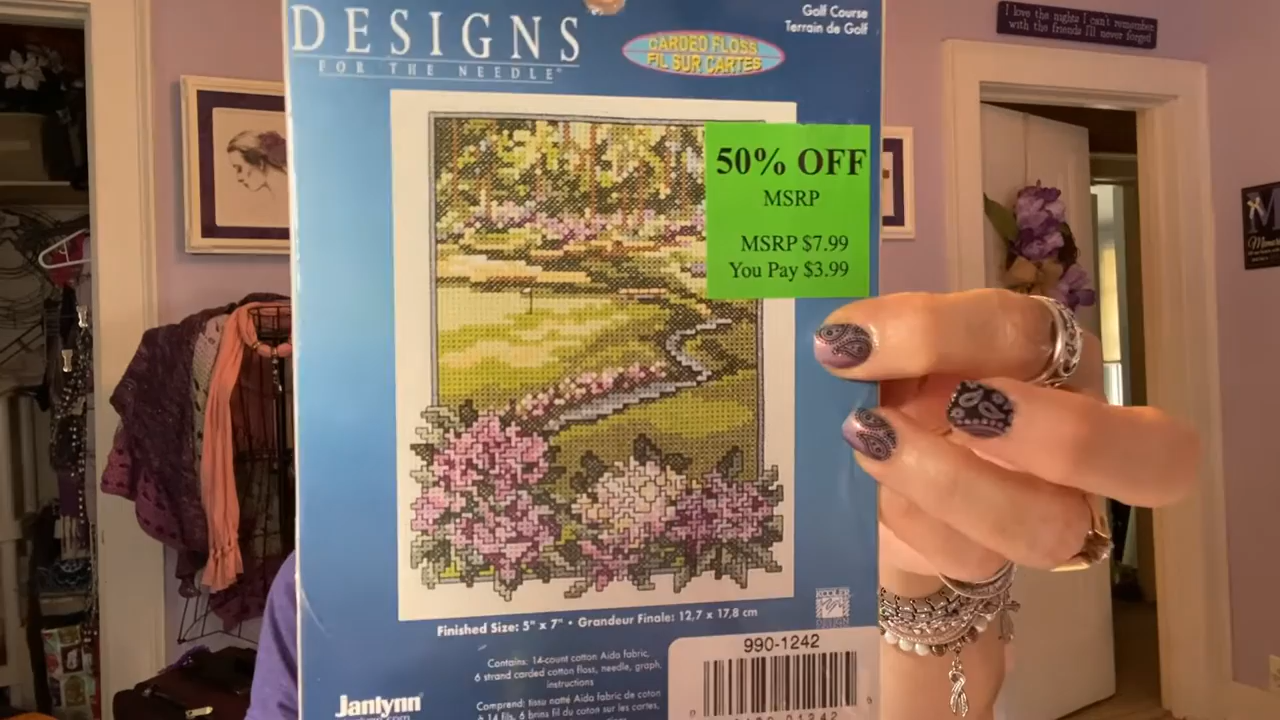 I love the nights I can't remember
with the friends I'll never forget
DESIGNS
FOR THE NEEDLE®
Golf Course
Terrain de Golf
CARDED FLOSS
FIL SUR CARTES
50% OFF
MSRP
MSRP $7.99
You Pay $3.99
M
Finished Size: 5" x 7" • Grandeur Finale: 12,7 x 17,8 cm
KOOLER
DESIGN
Contains: 14-count cotton Aida fabric,
6 strand carded cotton floss, needle, graph,
instructions
Comprend: tissu natté Aida fabric de coton
à 14 fils, 6 brins fil du coton sur les cartes,
Janlynn
990-1242